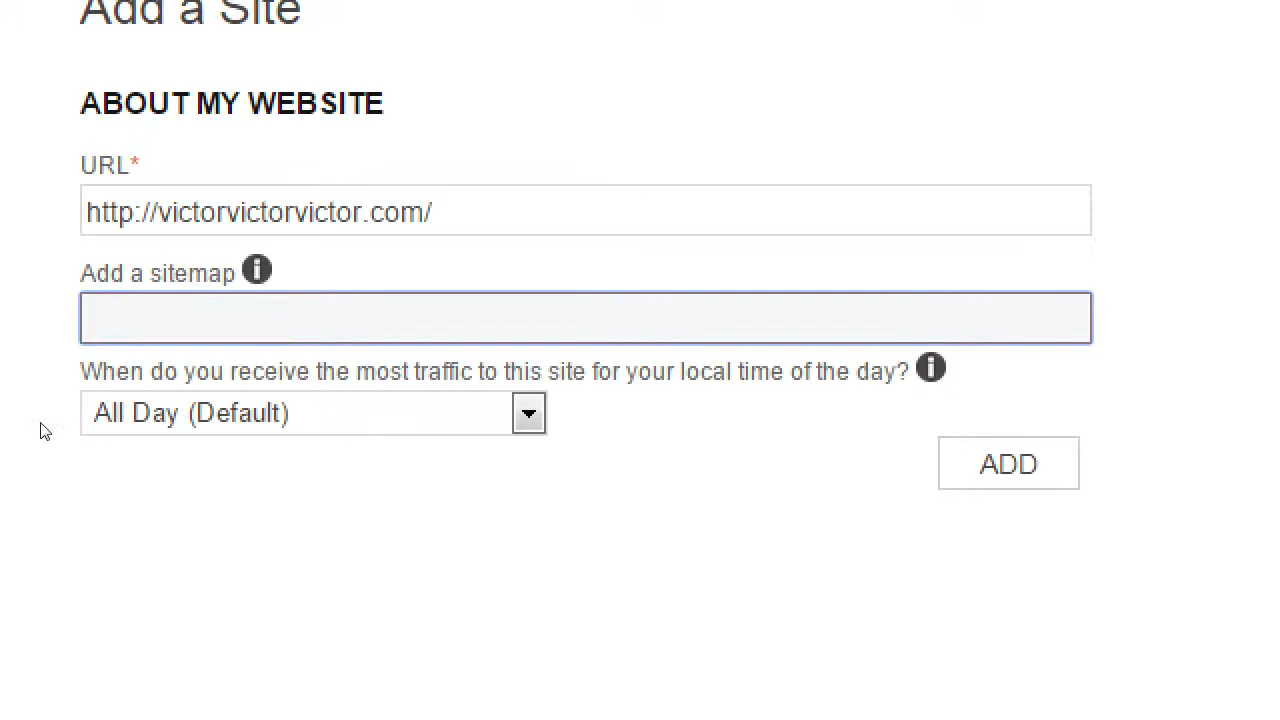 Add a Site
ABOUT MY WEBSITE
URL*
http://victorvictorvictor.com/
Add a sitemap
When do you receive the most traffic to this site for your local time of the day?
All Day (Default)
ADD